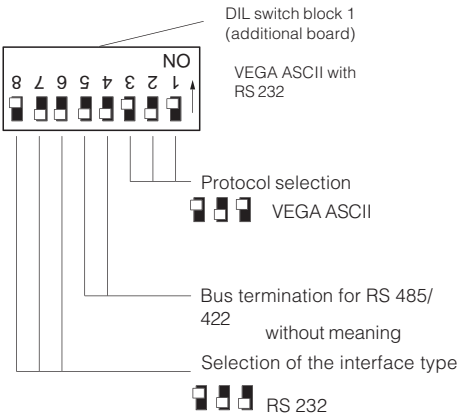 DIL switch block 1
(additional board)
VEGA ASCII with
RS 232
NO
8 7 6 5 4 3 2 1
Protocol selection
VEGA ASCII
Bus termination for RS 485/
422
without meaning
Selection of the interface type
RS 232